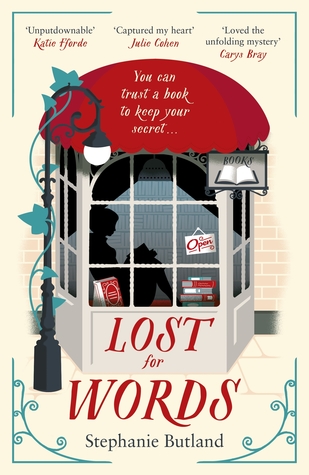 'Unputdownable'
Katie Fforde
'Captured my heart'
Julie Cohen
'Loved the
unfolding mystery'
Carys Bray
You can
trust a book
to keep your
secret...
BOOKS
Open
LOST
for
WORDS
Stephanie Butland